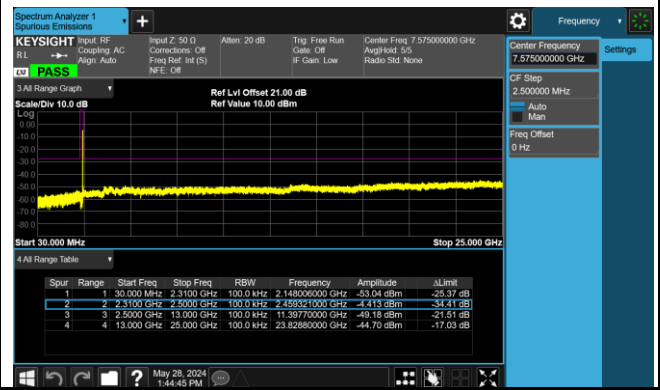 Spectrum Analyzer 1
Spurious Emissions
Frequency
KEYSIGHT
RL
PASS
Input: RF
Coupling: AC
Align: Auto
Input Z: 50 Ω
Corrections: Off
Freq Ref: Int (S)
NFE: Off
Atten: 20 dB
Trig: Free Run
Gate: Off
IF Gain: Low
Center Freq: 7.575000000 GHz
Avg|Hold: 5/5
Radio Std: None
Center Frequency
7.575000000 GHz
Settings
CF Step
2.500000 MHz
Auto
Man
Freq Offset
0 Hz
3 All Range Graph
Scale/Div 10.0 dB
Ref Lvl Offset 21.00 dB
Ref Value 10.00 dBm
Log
0.00
-10.0
-20.0
-30.0
-40.0
-50.0
-60.0
-70.0
-80.0
Start 30.000 MHz
Stop 25.000 GHz
4 All Range Table
Spur Range Start Freq Stop Freq RBW Frequency Amplitude ΔLimit
1 1 30.000 MHz 2.3100 GHz 100.0 kHz 2.148006000 GHz -53.04 dBm -25.37 dB
2 2 2.3100 GHz 2.5000 GHz 100.0 kHz 2.459321000 GHz -4.413 dBm -34.41 dB
3 3 2.5000 GHz 13.000 GHz 100.0 kHz 11.39770000 GHz -49.18 dBm -21.51 dB
4 4 13.000 GHz 25.000 GHz 100.0 kHz 23.82880000 GHz -44.70 dBm -17.03 dB
May 28, 2024
1:44:45 PM